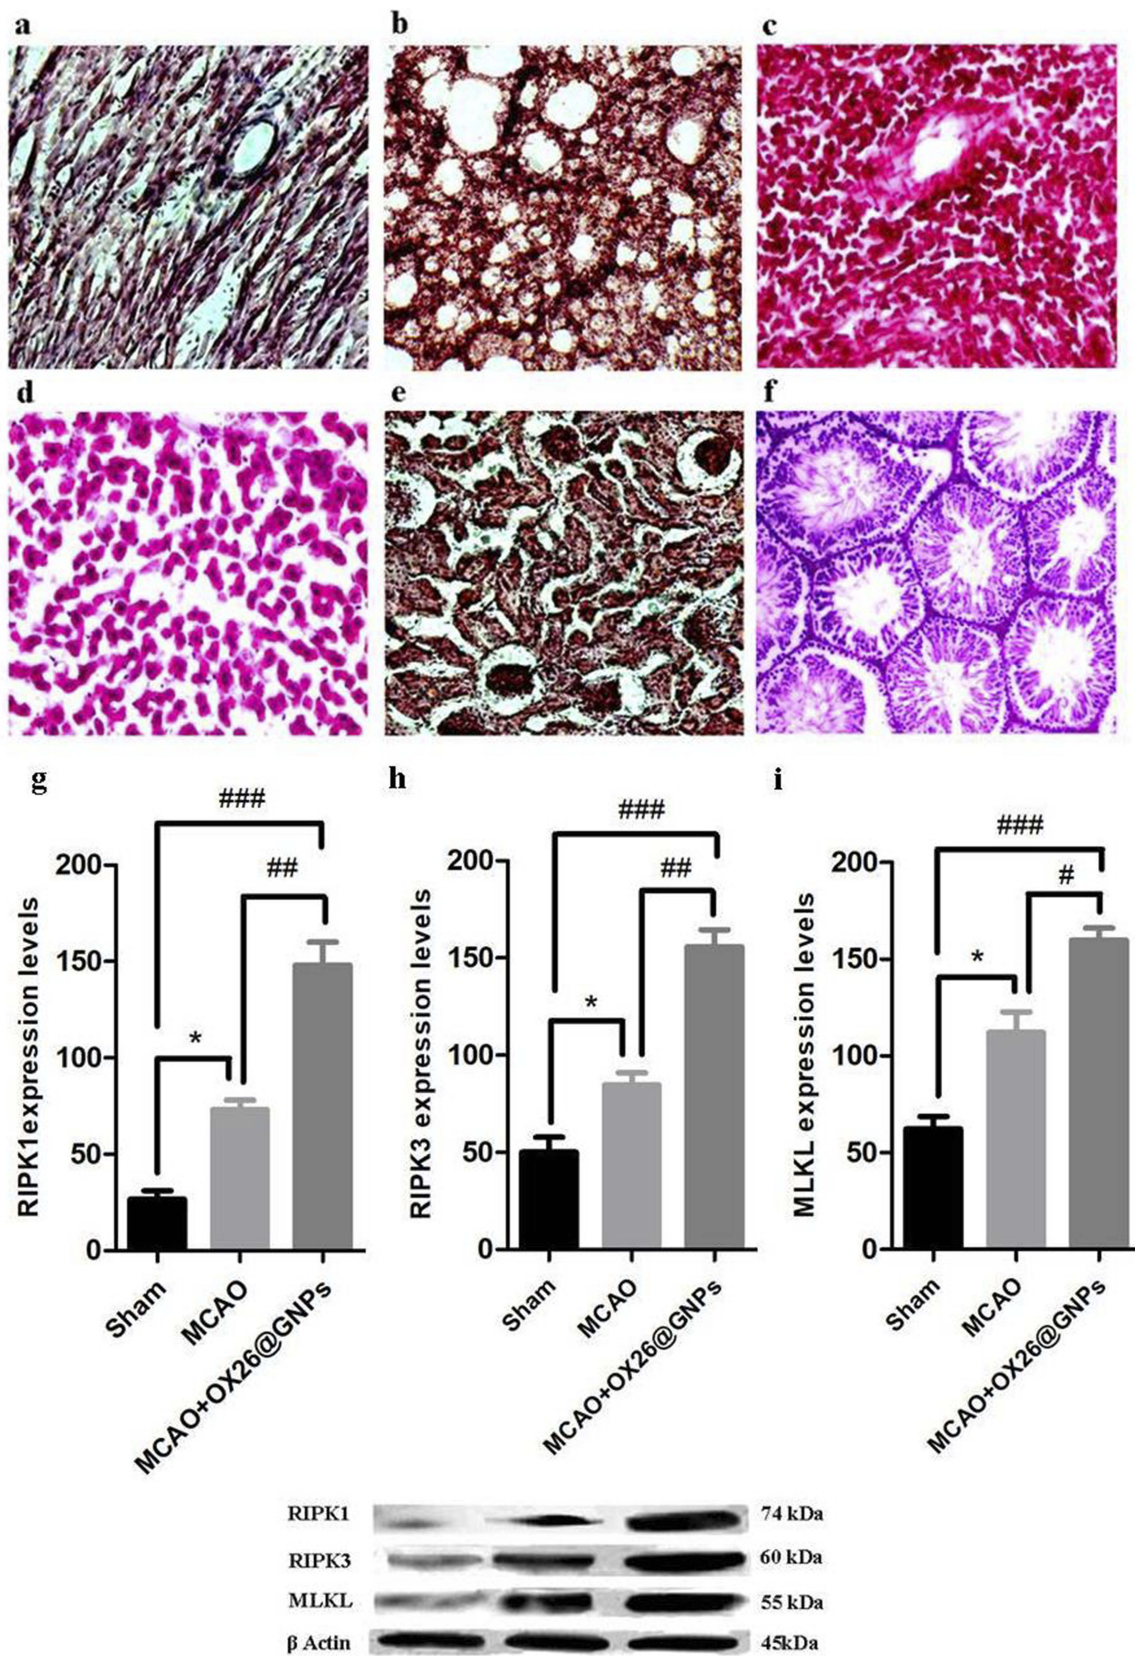 a b c
d e f
g h i
###
##
*
RIPK1expression levels
200
150
100
50
0
Sham
MCAO
MCAO+OX26@GNPs
###
##
*
RIPK3 expression levels
200
150
100
50
0
Sham
MCAO
MCAO+OX26@GNPs
###
#
*
MLKL expression levels
200
150
100
50
0
Sham
MCAO
MCAO+OX26@GNPs
RIPK1 74 kDa
RIPK3 60 kDa
MLKL 55 kDa
β Actin 45kDa